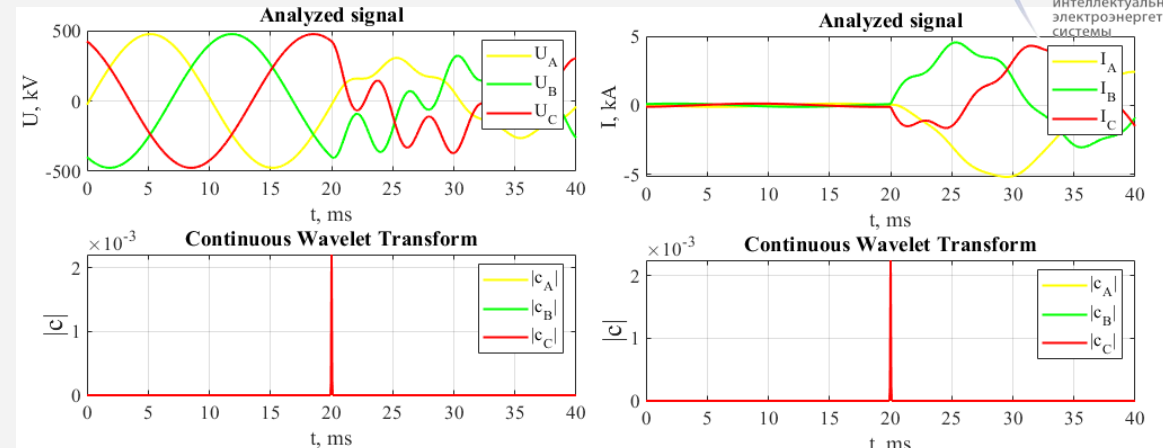 интеллектуальн
электроэнергет
системы
Analyzed signal
500
0
-500
U, kV
U_A
U_B
U_C
0 5 10 15 20 25 30 35 40
t, ms
Analyzed signal
5
0
-5
I, kA
I_A
I_B
I_C
0 5 10 15 20 25 30 35 40
t, ms
×10^-3
Continuous Wavelet Transform
2
1
0
|c|
|c_A|
|c_B|
|c_C|
0 5 10 15 20 25 30 35 40
t, ms
×10^-3
Continuous Wavelet Transform
2
1
0
|c|
|c_A|
|c_B|
|c_C|
0 5 10 15 20 25 30 35 40
t, ms